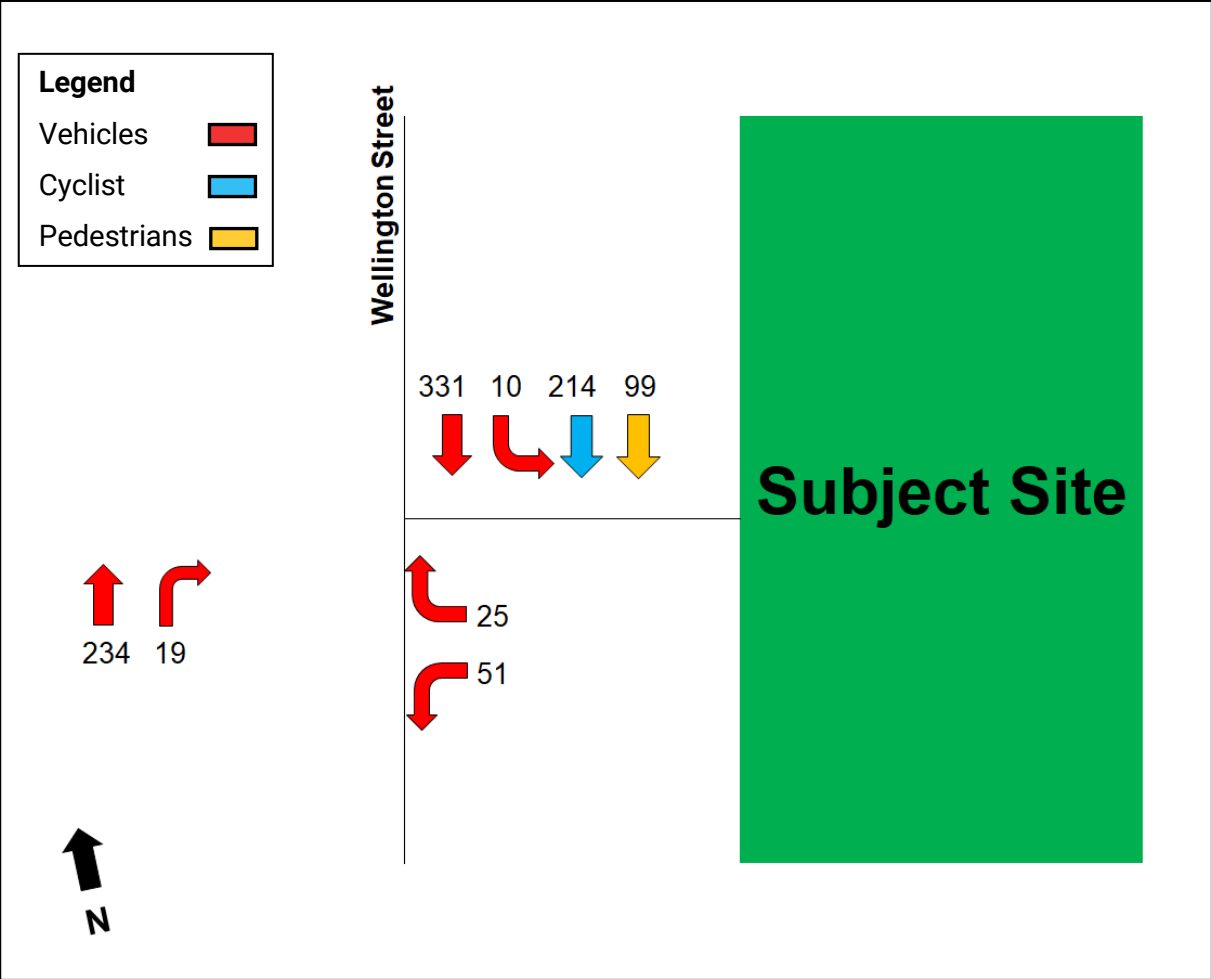 Legend
Vehicles
Cyclist
Pedestrians
Wellington Street
331 10 214 99
Subject Site
25
234 19
51
N